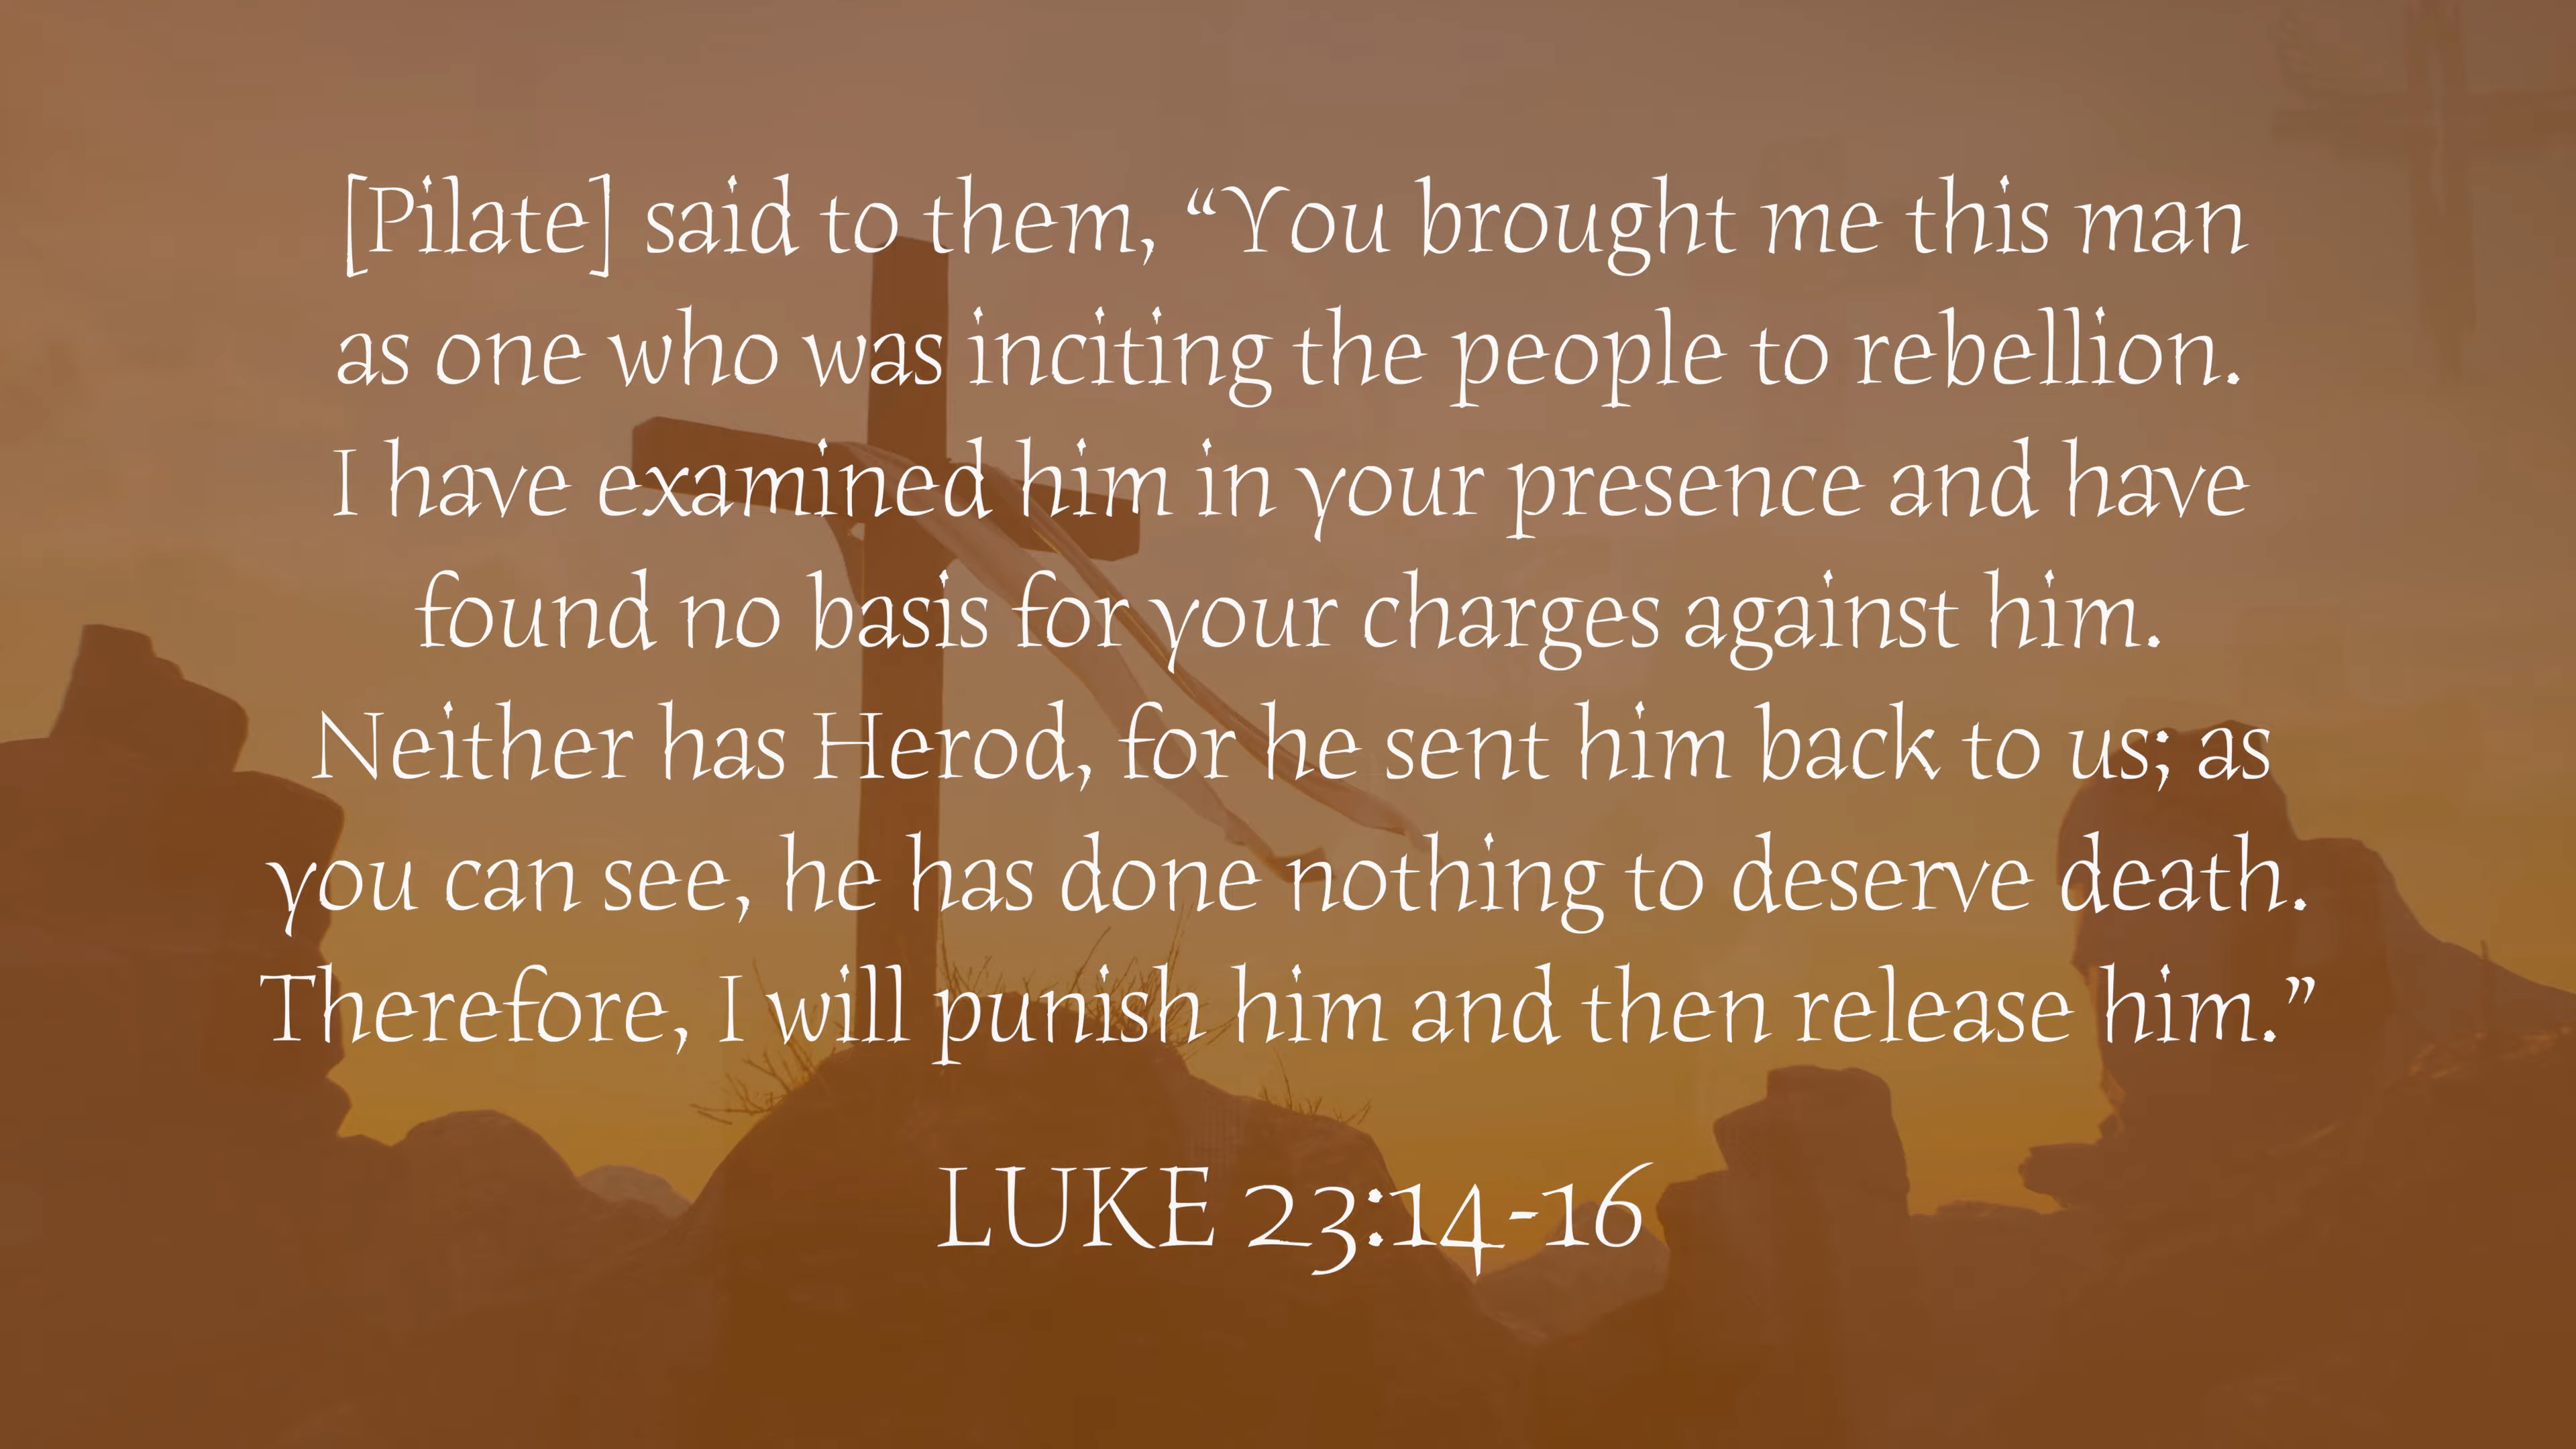 [Pilate] said to them, “You brought me this man
as one who was inciting the people to rebellion.
I have examined him in your presence and have
found no basis for your charges against him.
Neither has Herod, for he sent him back to us; as
you can see, he has done nothing to deserve death.
Therefore, I will punish him and then release him.”
LUKE 23:14-16